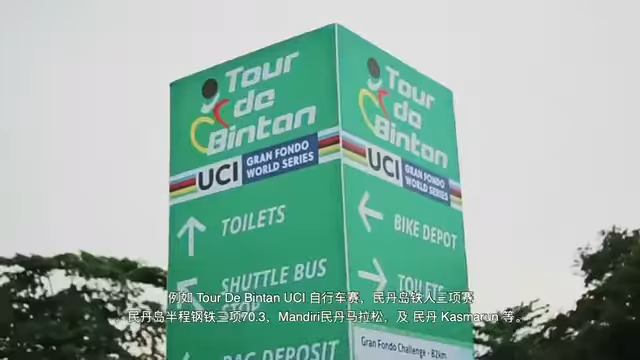 Tour
de
Bintan
UCI GRAN FONDO
WORLD SERIES
TOILETS
SHUTTLE BUS
STOP
BAG DEPOSIT
Tour
de
Bintan
UCI GRAN FONDO
WORLD SERIES
BIKE DEPOT
TOILETS
Gran Fondo Challenge - 82km
例如 Tour De Bintan UCI 自行车赛，民丹岛铁人三项赛
民丹岛半程钢铁三项70.3，Mandiri民丹马拉松，及 民丹 Kasmarun 等。